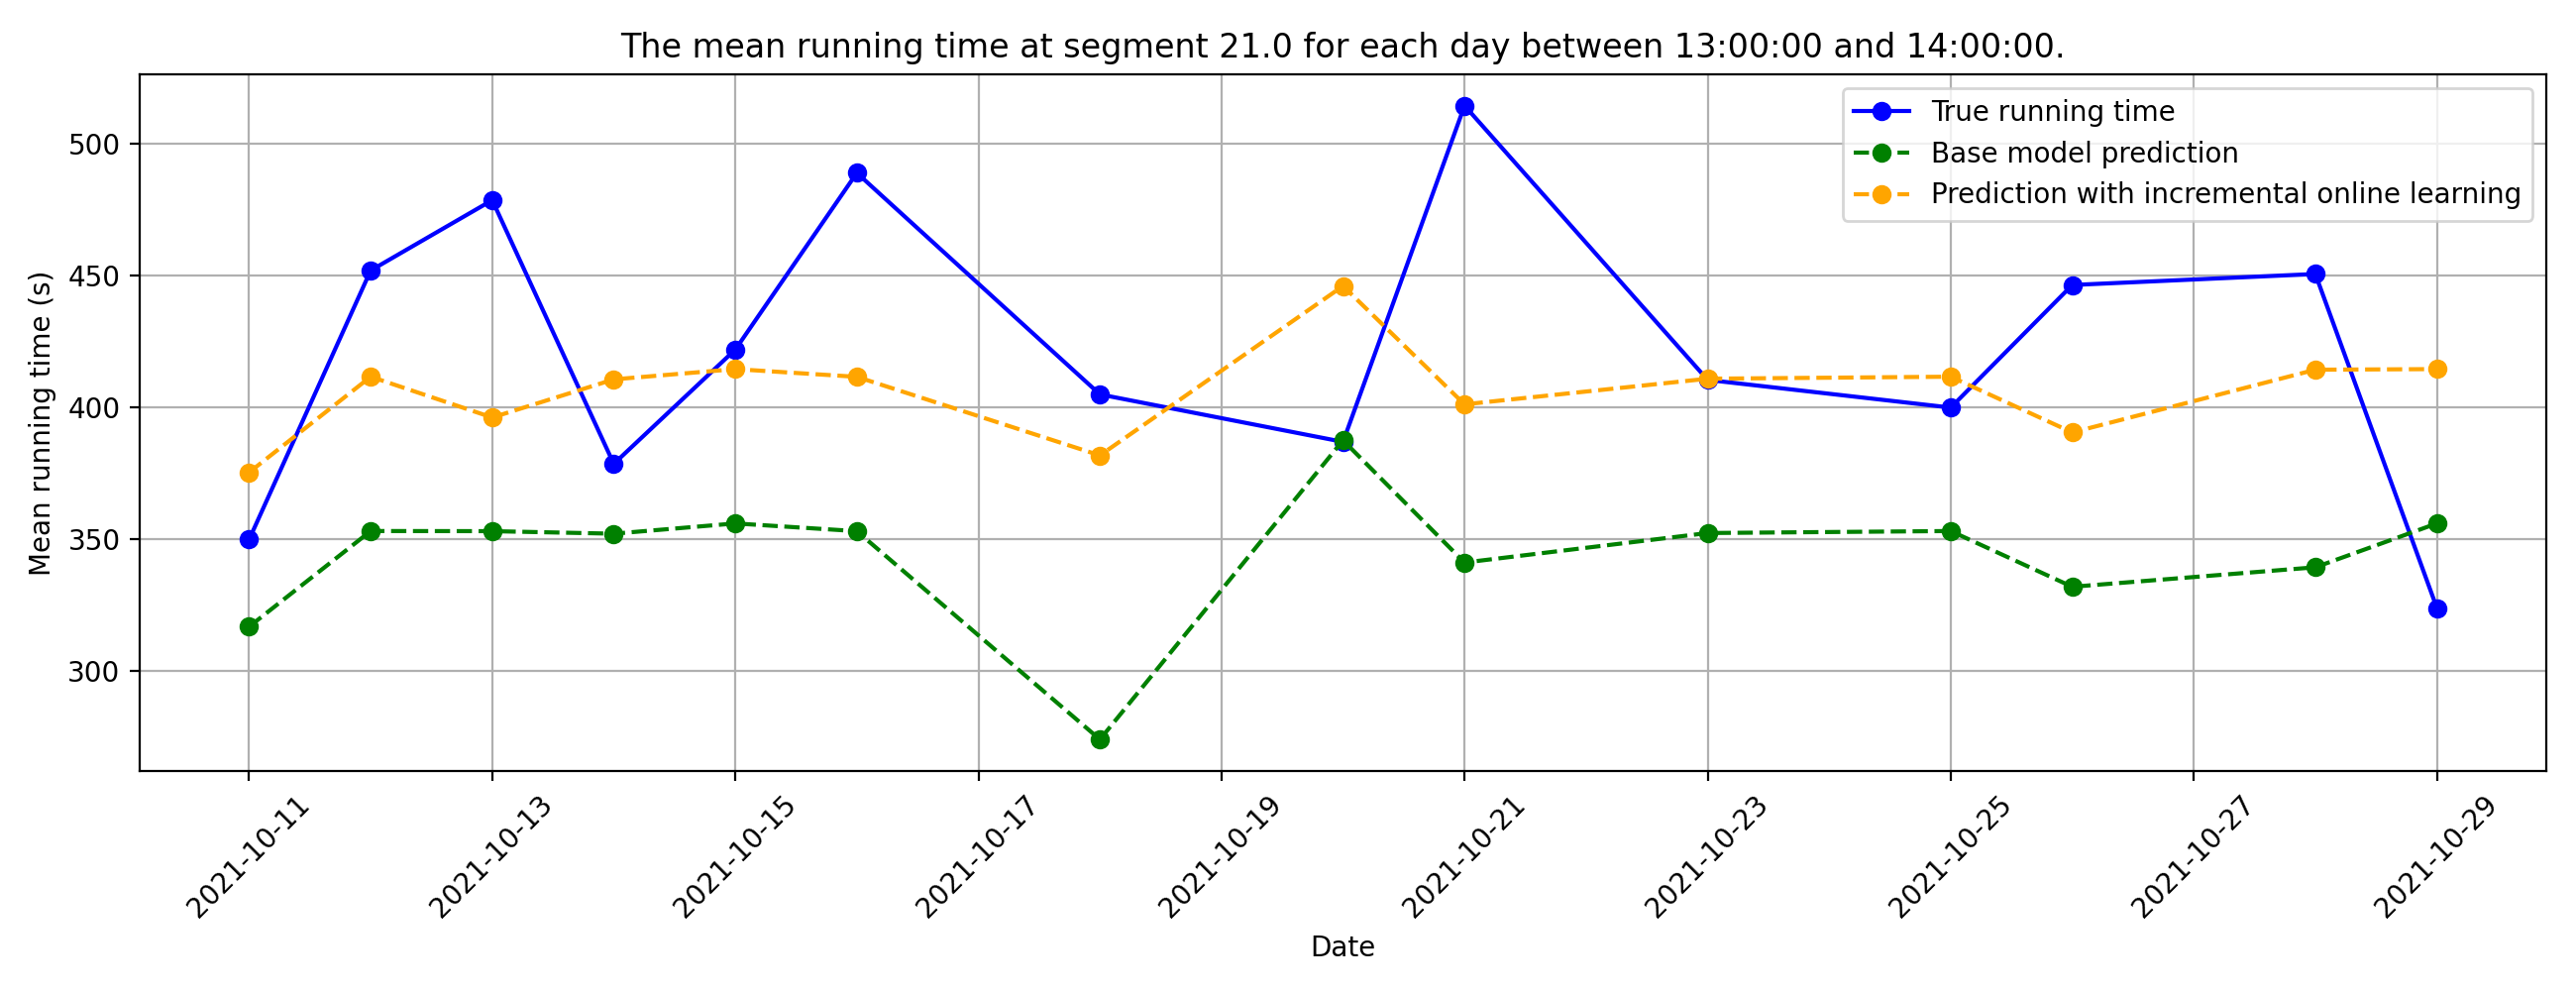 The mean running time at segment 21.0 for each day between 13:00:00 and 14:00:00.
True running time
Base model prediction
Prediction with incremental online learning
Mean running time (s)
500
450
400
350
300
2021-10-11
2021-10-13
2021-10-15
2021-10-17
2021-10-19
2021-10-21
2021-10-23
2021-10-25
2021-10-27
2021-10-29
Date